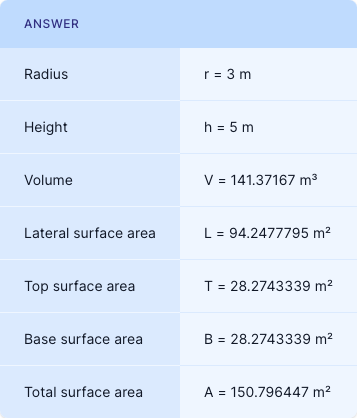 ANSWER
Radius r = 3 m
Height h = 5 m
Volume V = 141.37167 m³
Lateral surface area L = 94.2477795 m²
Top surface area T = 28.2743339 m²
Base surface area B = 28.2743339 m²
Total surface area A = 150.796447 m²